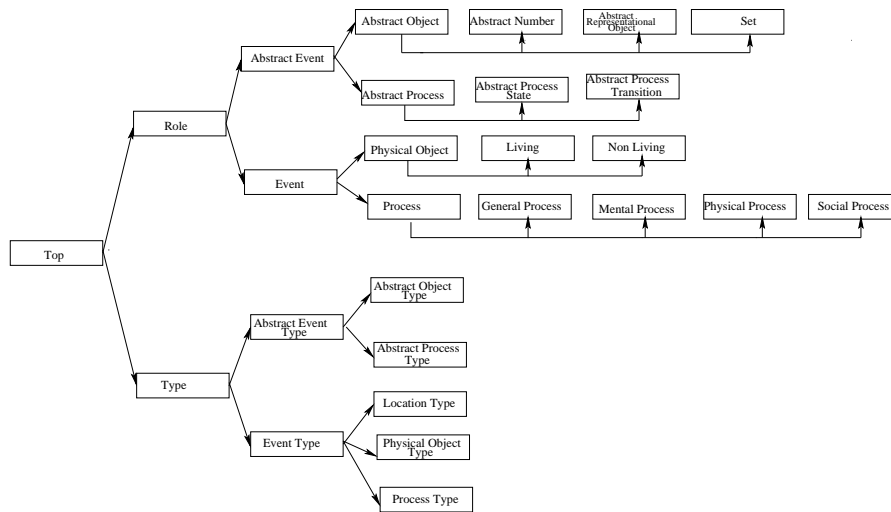 Abstract Object
Abstract Number
Abstract
Representational
Object
Set
Abstract Event
Abstract Process
Abstract Process
State
Abstract Process
Transition
Role
Physical Object
Living
Non Living
Event
Process
General Process
Mental Process
Physical Process
Social Process
Top
Abstract Object
Type
Abstract Event
Type
Abstract Process
Type
Type
Location Type
Event Type
Physical Object
Type
Process Type